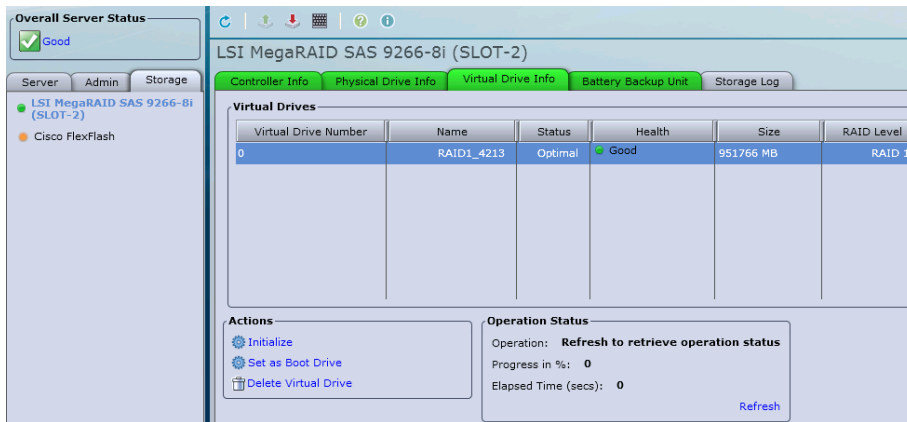 Overall Server Status
Good
Server Admin Storage
LSI MegaRAID SAS 9266-8i
(SLOT-2)
Cisco FlexFlash
LSI MegaRAID SAS 9266-8i (SLOT-2)
Controller Info Physical Drive Info Virtual Drive Info Battery Backup Unit Storage Log
Virtual Drives
Virtual Drive Number Name Status Health Size RAID Level
0 RAID1_4213 Optimal Good 951766 MB RAID 1
Actions
Initialize
Set as Boot Drive
Delete Virtual Drive
Operation Status
Operation: Refresh to retrieve operation status
Progress in %: 0
Elapsed Time (secs): 0
Refresh